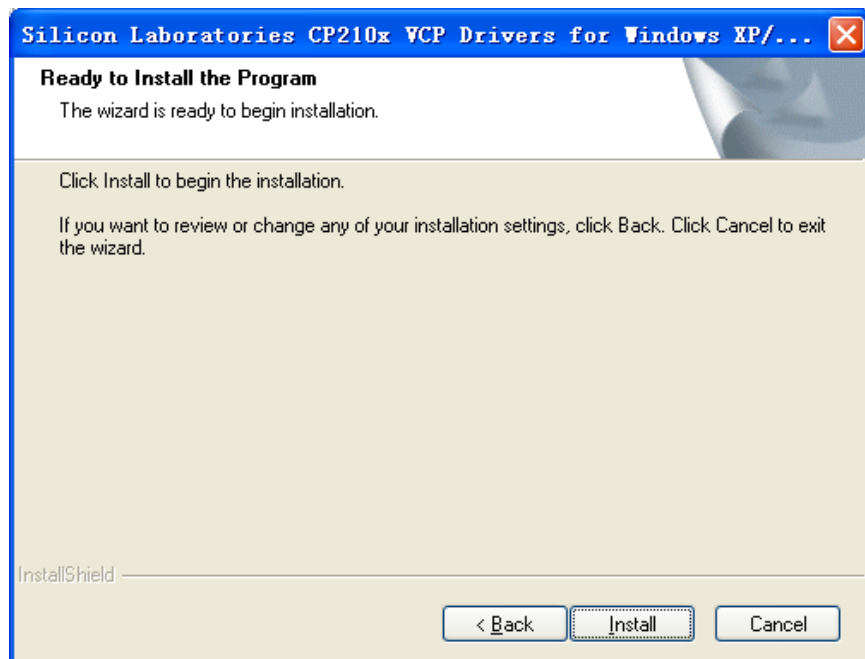 Silicon Laboratories CP210x VCP Drivers for Windows XP/...
Ready to Install the Program
The wizard is ready to begin installation.
Click Install to begin the installation.
If you want to review or change any of your installation settings, click Back. Click Cancel to exit
the wizard.
InstallShield
< Back
Install
Cancel